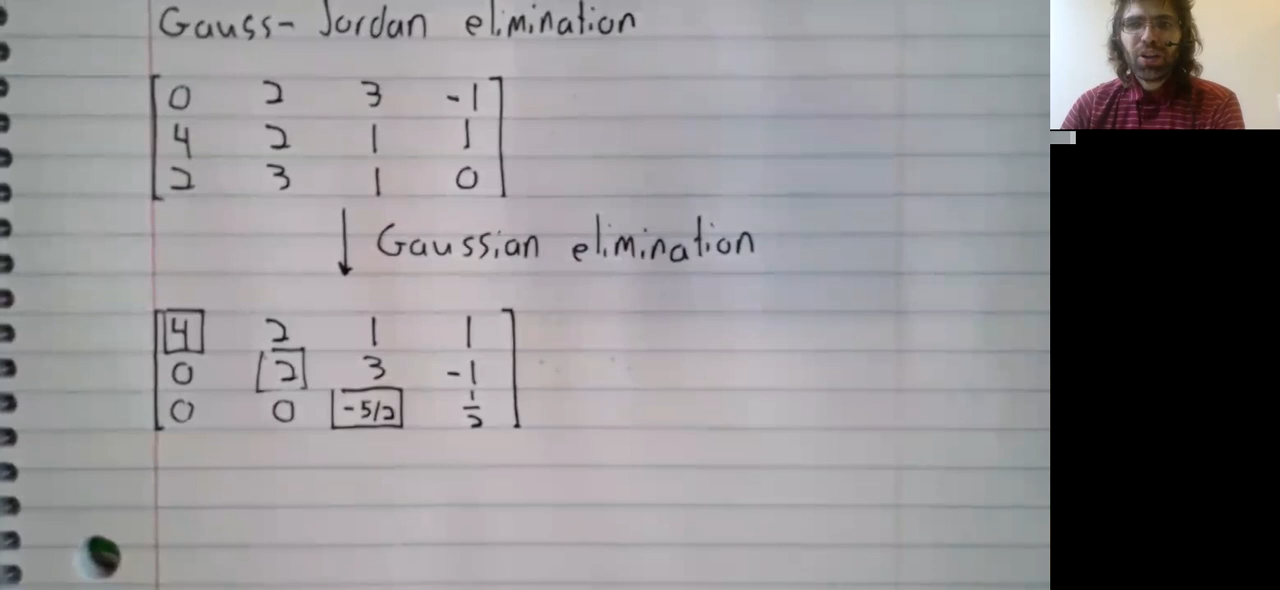 Gauss- Jordan elimination
0 2 3 -1
4 2 1 1
2 3 1 0
Gaussian elimination
4 2 1 1
0 2 3 -1
0 0 -5/2 1/2